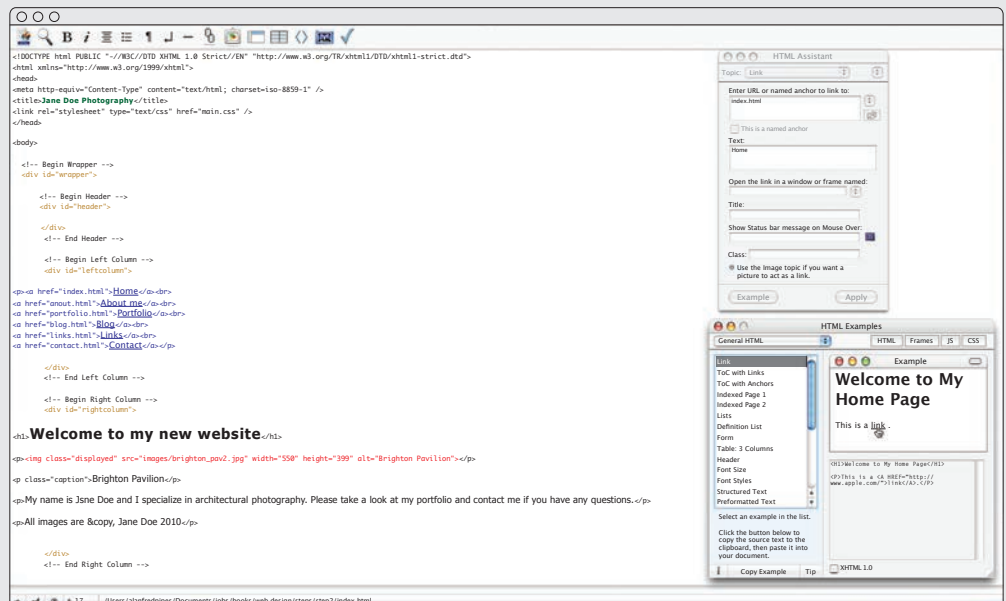 <!DOCTYPE html PUBLIC "-//W3C//DTD XHTML 1.0 Strict//EN" "http://www.w3.org/TR/xhtml1/DTD/xhtml1-strict.dtd">
<html xmlns="http://www.w3.org/1999/xhtml">
<head>
<meta http-equiv="Content-Type" content="text/html; charset=iso-8859-1" />
<title>Jane Doe Photography</title>
<link rel="stylesheet" type="text/css" href="main.css" />
</head>
<body>
<!-- Begin Wrapper -->
<div id="wrapper">
<!-- Begin Header -->
<div id="header">
</div>
<!-- End Header -->
<!-- Begin Left Column -->
<div id="leftcolumn">
<p><a href="index.html">Home</a><br>
<a href="anout.html">About me</a><br>
<a href="portfolio.html">Portfolio</a><br>
<a href="blog.html">Blog</a><br>
<a href="links.html">Links</a><br>
<a href="contact.html">Contact</a></p>
</div>
<!-- End Left Column -->
<!-- Begin Right Column -->
<div id="rightcolumn">
<h1>Welcome to my new website</h1>
<p><img class="displayed" src="images/brighton_pav2.jpg" width="550" height="399" alt="Brighton Pavilion"></p>
<p class="caption">Brighton Pavilion</p>
<p>My name is Jsne Doe and I specialize in architectural photography. Please take a look at my portfolio and contact me if you have any questions.</p>
<p>All images are &copy, Jane Doe 2010</p>
</div>
<!-- End Right Column -->
HTML Assistant
Topic: Link
Enter URL or named anchor to link to:
index.html
This is a named anchor
Text:
Home
Open the link in a window or frame named:
Title:
Show Status bar message on Mouse Over:
Class:
Use the Image topic if you want a
picture to act as a link.
Example Apply
HTML Examples
General HTML HTML Frames JS CSS
Link
ToC with Links
ToC with Anchors
Indexed Page 1
Indexed Page 2
Lists
Definition List
Form
Table: 3 Columns
Header
Font Size
Font Styles
Structured Text
Preformatted Text
Select an example in the list.
Click the button below to
copy the source text to the
clipboard, then paste it into
your document.
Copy Example Tip
Example
Welcome to My
Home Page
This is a link .
<H1>Welcome to My Home Page</H1>
<P>This is a <A HREF="http://
www.apple.com/">link</A>.</P>
XHTML 1.0